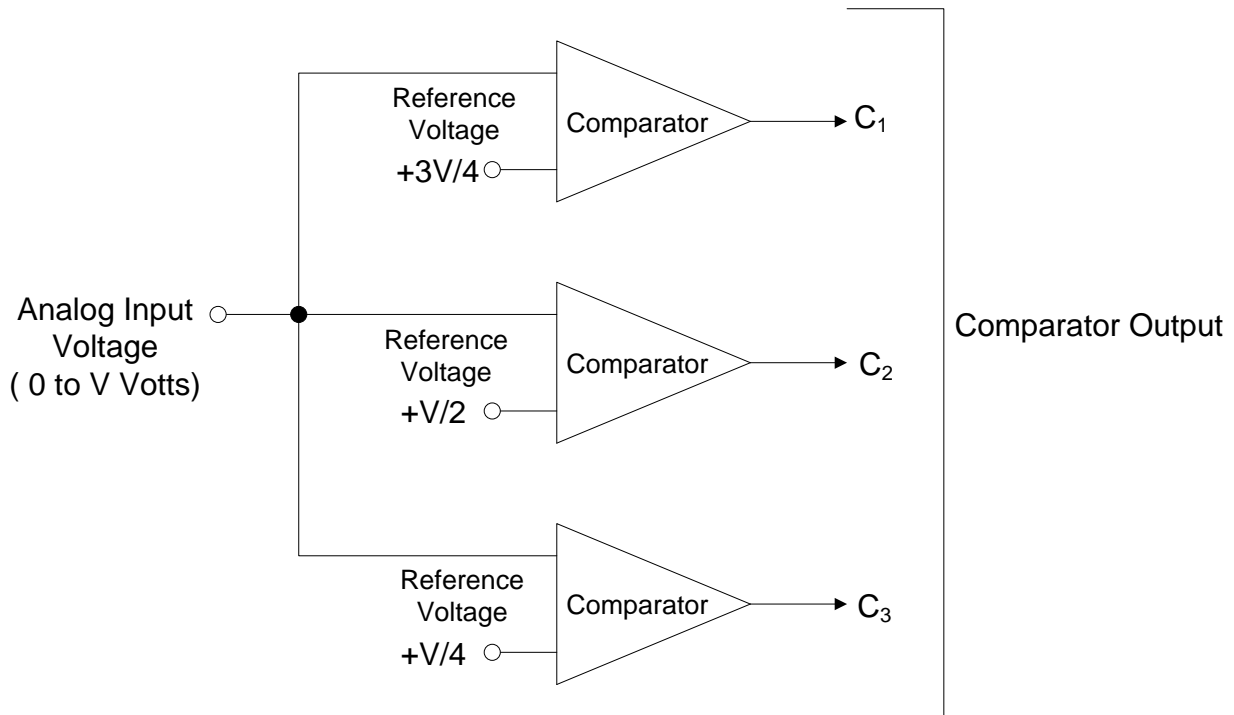 Reference
Voltage
+3V/4
Comparator
C₁
Analog Input
Voltage
( 0 to V Votts)
Reference
Voltage
+V/2
Comparator
C₂
Comparator Output
Reference
Voltage
+V/4
Comparator
C₃